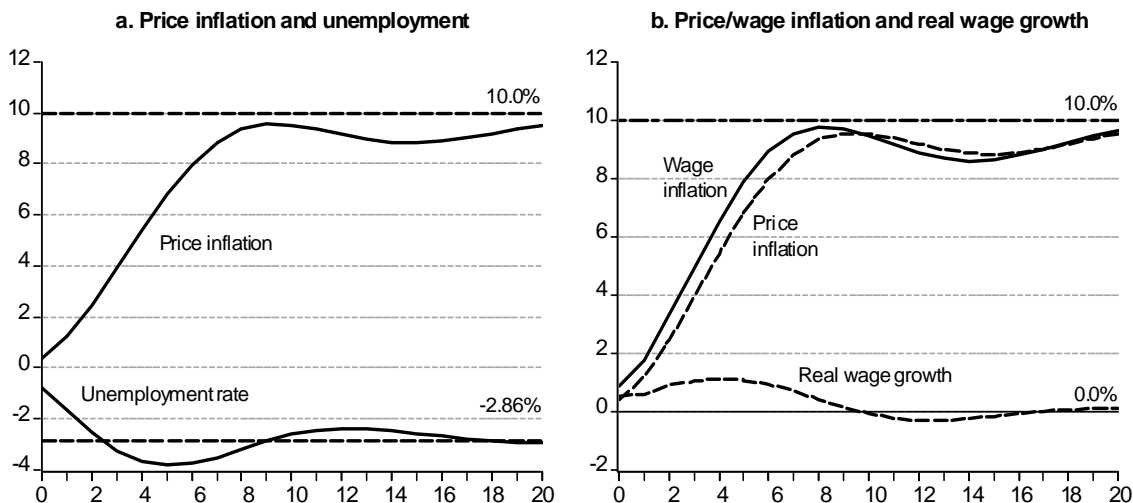 a. Price inflation and unemployment
12
10.0%
10
8
6
Price inflation
4
2
0
Unemployment rate
-2.86%
-2
-4
0 2 4 6 8 10 12 14 16 18 20
b. Price/wage inflation and real wage growth
12
10.0%
10
Wage
inflation
8
Price
inflation
6
4
2
Real wage growth
0.0%
0
-2
0 2 4 6 8 10 12 14 16 18 20